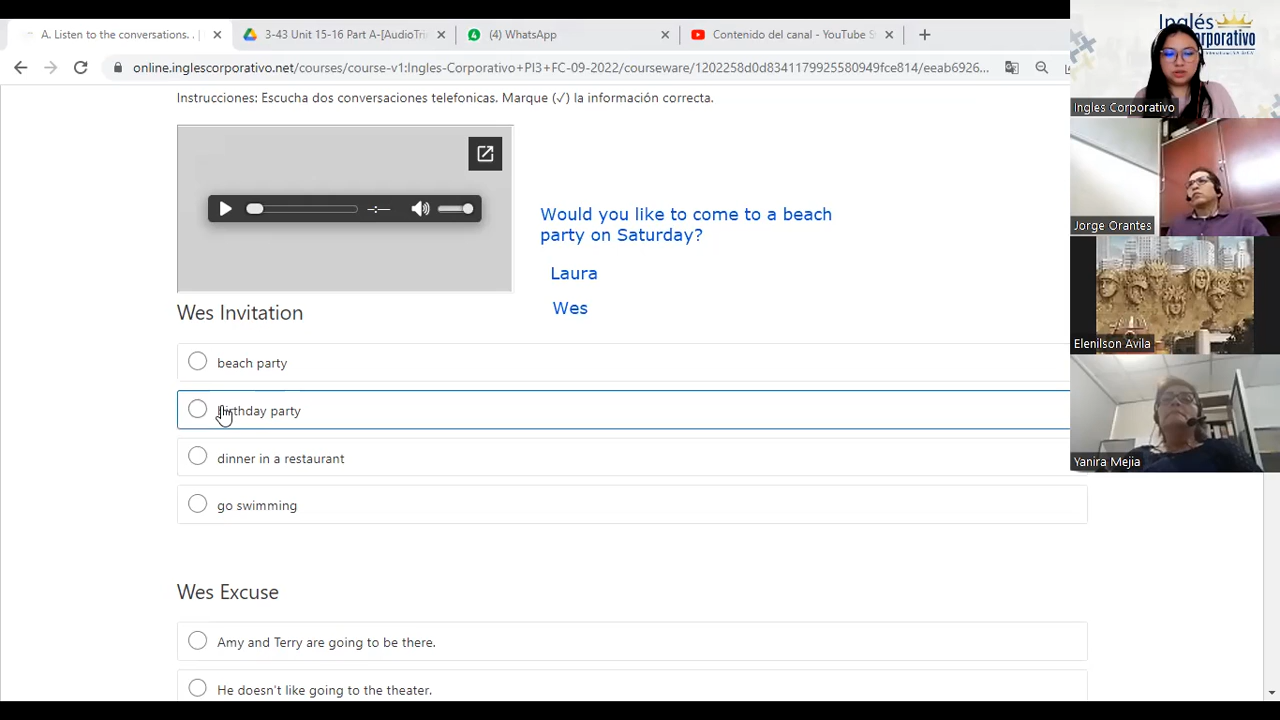 A. Listen to the conversations.
3-43 Unit 15-16 Part A-[AudioTri
(4) WhatsApp
Contenido del canal - YouTube S
online.inglescorporativo.net/courses/course-v1:Ingles-Corp
+PI3+FC-09-2022/courseware/1202258d0d8341179925580949fce814/eeab6926...
Instrucciones: Escucha dos conversaciones telefonicas. Marque (✓) la información correcta.
-:--
Would you like to come to a beach
party on Saturday?
Laura
Wes
Wes Invitation
beach party
birthday party
dinner in a restaurant
go swimming
Wes Excuse
Amy and Terry are going to be there.
He doesn't like going to the theater.
Inglés
Ingles Corporativo
Jorge Orantes
Elenilson Avila
Yanira Mejia